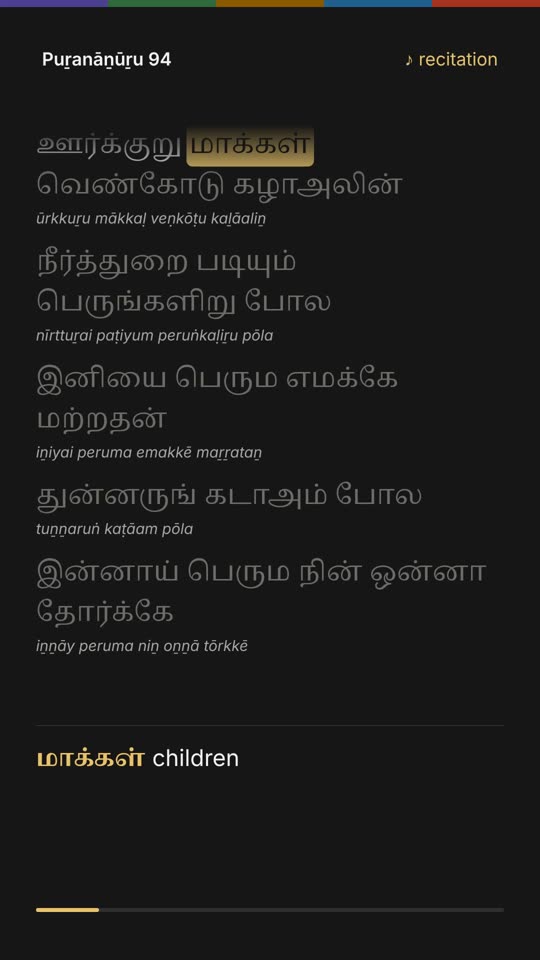 Puṟanāṉūṟu 94
♪ recitation
ஊர்க்குறு மாக்கள்
வெண்கோடு கழாஅலின்
ūrkkuṟu mākkaḷ veṇkōṭu kaḻāaliṉ
நீர்த்துறை படியும்
பெருங்களிறு போல
nīrttuṟai paṭiyum peruṅkaḷiṟu pōla
இனியை பெரும எமக்கே
மற்றதன்
iṉiyai peruma emakkē maṟṟataṉ
துன்னருங் கடாஅம் போல
tuṉṉaruṅ kaṭāam pōla
இன்னாய் பெரும நின் ஒன்னா
தோர்க்கே
iṉṉāy peruma niṉ oṉṉā tōrkkē
மாக்கள் children